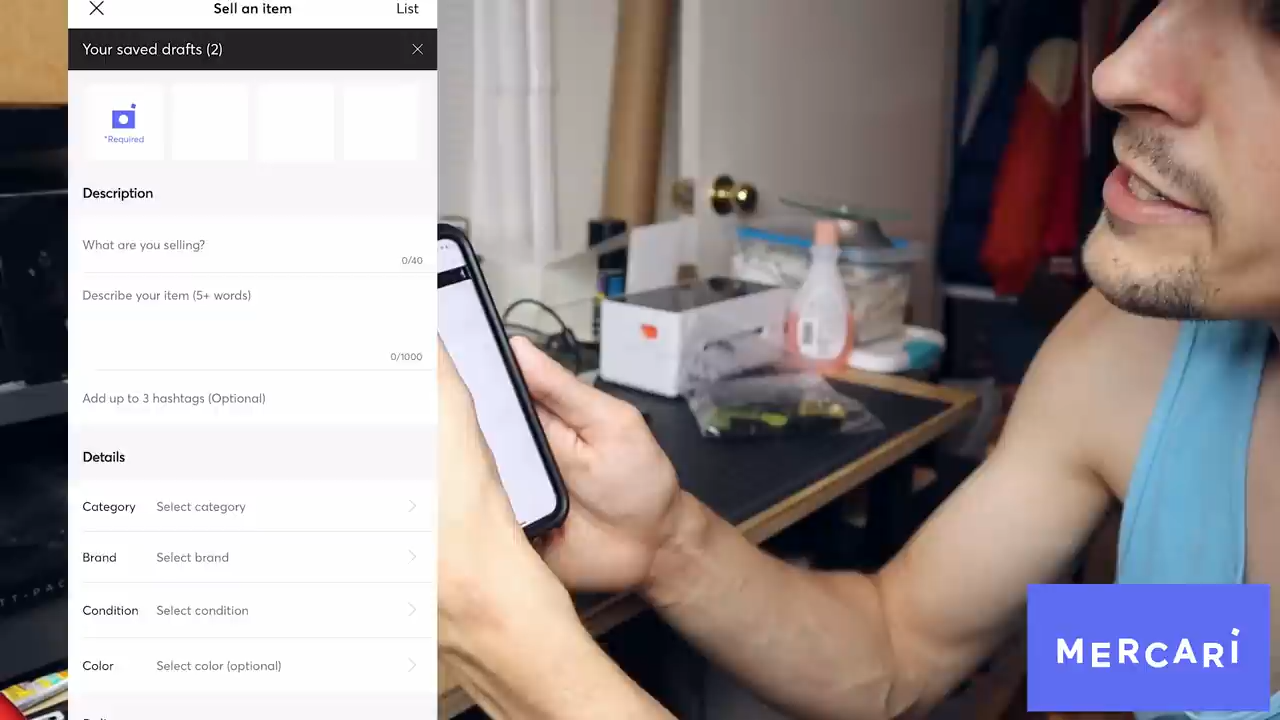 Sell an item
List
Your saved drafts (2)
*Required
Description
What are you selling?
0/40
Describe your item (5+ words)
0/1000
Add up to 3 hashtags (Optional)
Details
Category Select category
Brand Select brand
Condition Select condition
Color Select color (optional)
MERCARI